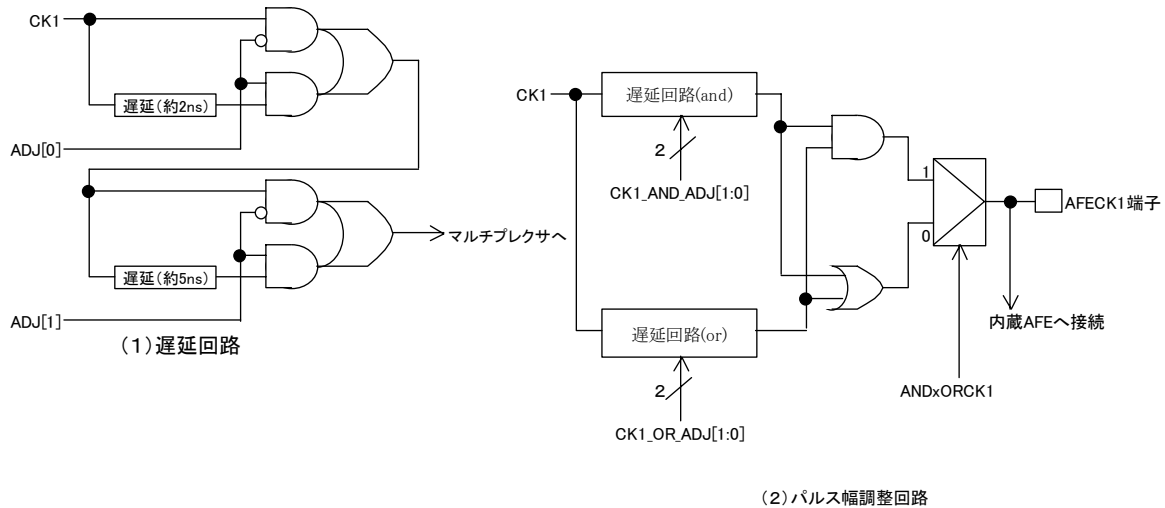 CK1
遅延(約2ns)
ADJ[0]
遅延(約5ns)
マルチプレクサへ
ADJ[1]
(1)遅延回路
CK1
遅延回路(and)
2
CK1_AND_ADJ[1:0]
1
0
AFECK1端子
内蔵AFEへ接続
遅延回路(or)
2
CK1_OR_ADJ[1:0]
ANDxORCK1
(2)パルス幅調整回路